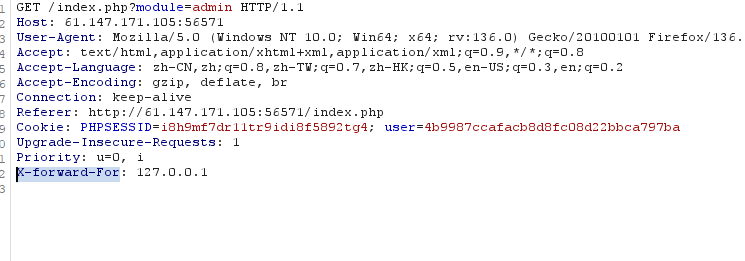 1 GET /index.php?module=admin HTTP/1.1
2 Host: 61.147.171.105:56571
3 User-Agent: Mozilla/5.0 (Windows NT 10.0; Win64; x64; rv:136.0) Gecko/20100101 Firefox/136.
4 Accept: text/html,application/xhtml+xml,application/xml;q=0.9,*/*;q=0.8
5 Accept-Language: zh-CN,zh;q=0.8,zh-TW;q=0.7,zh-HK;q=0.5,en-US;q=0.3,en;q=0.2
6 Accept-Encoding: gzip, deflate, br
7 Connection: keep-alive
8 Referer: http://61.147.171.105:56571/index.php
9 Cookie: PHPSESSID=i8h9mf7dr11tr9idi8f5892tg4; user=4b9987ccafacb8d8fc08d22bbca797ba
0 Upgrade-Insecure-Requests: 1
1 Priority: u=0, i
2 X-forward-For: 127.0.0.1
3